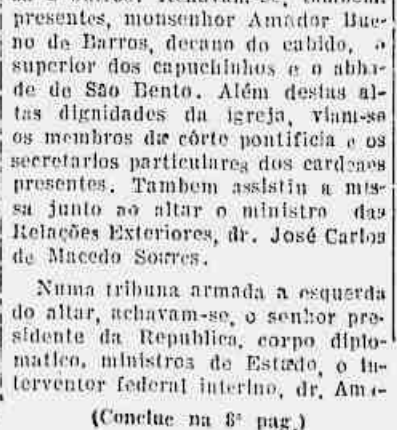 presentes, monsenhor Amador Bue-
no de Barros, decano do cabido, o
superior dos capuchinhos e o abba-
de de São Bento. Além destas al-
tas dignidades da igreja, viam-se
os membros da côrte pontificia e os
secretarios particulares dos cardeaes
presentes. Tambem assistiu a mis-
sa junto ao altar o ministro das
Relações Exteriores, dr. José Carlos
de Macedo Soares.
Numa tribuna armada a esquerda
do altar, achavam-se, o senhor pre-
sidente da Republica, corpo diplo-
matico, ministros de Estado, o in-
terventor federal interino, dr. Ama-
(Conclue na 8ª pag.)